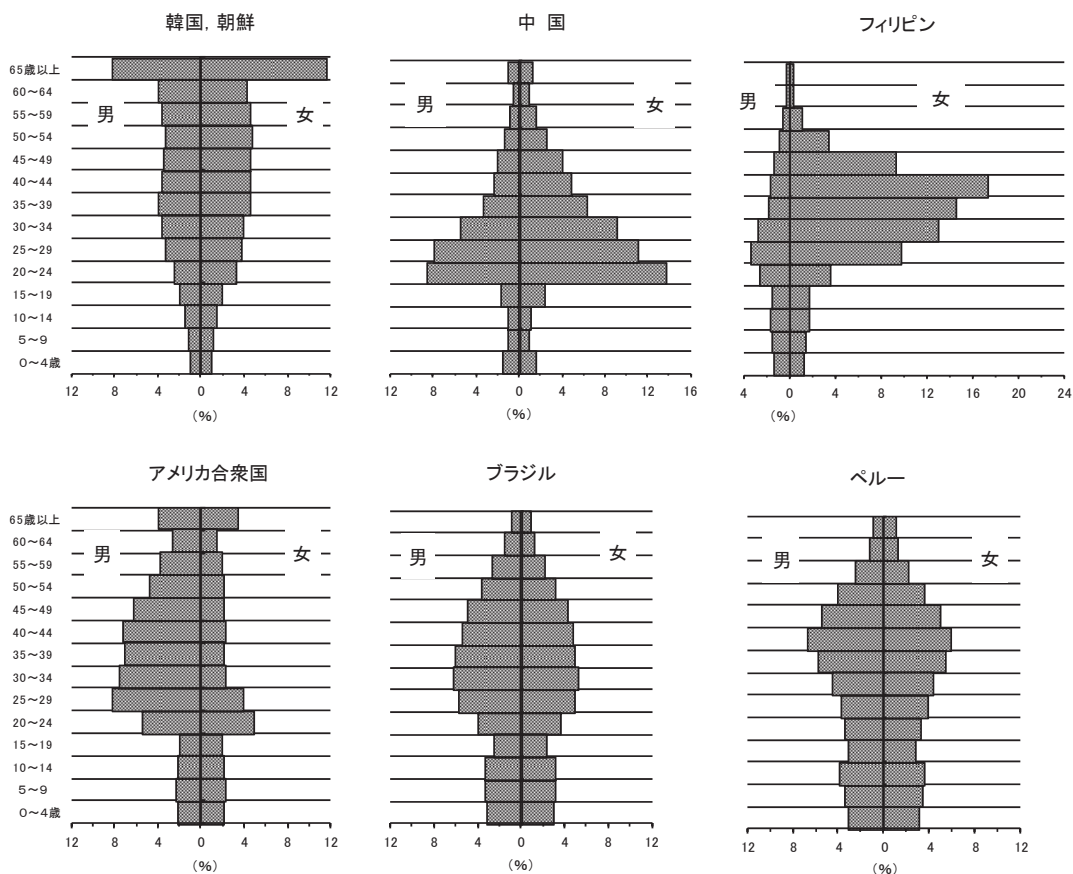 韓国, 朝鮮
65歳以上
60～64
55～59
50～54
45～49
40～44
35～39
30～34
25～29
20～24
15～19
10～14
5～9
0～4歳
男
女
12 8 4 0 4 8 12
(%)
中 国
男
女
12 8 4 0 4 8 12 16
(%)
フィリピン
男
女
4 0 4 8 12 16 20 24
(%)
アメリカ合衆国
65歳以上
60～64
55～59
50～54
45～49
40～44
35～39
30～34
25～29
20～24
15～19
10～14
5～9
0～4歳
男
女
12 8 4 0 4 8 12
(%)
ブラジル
男
女
12 8 4 0 4 8 12
(%)
ペルー
男
女
12 8 4 0 4 8 12
(%)